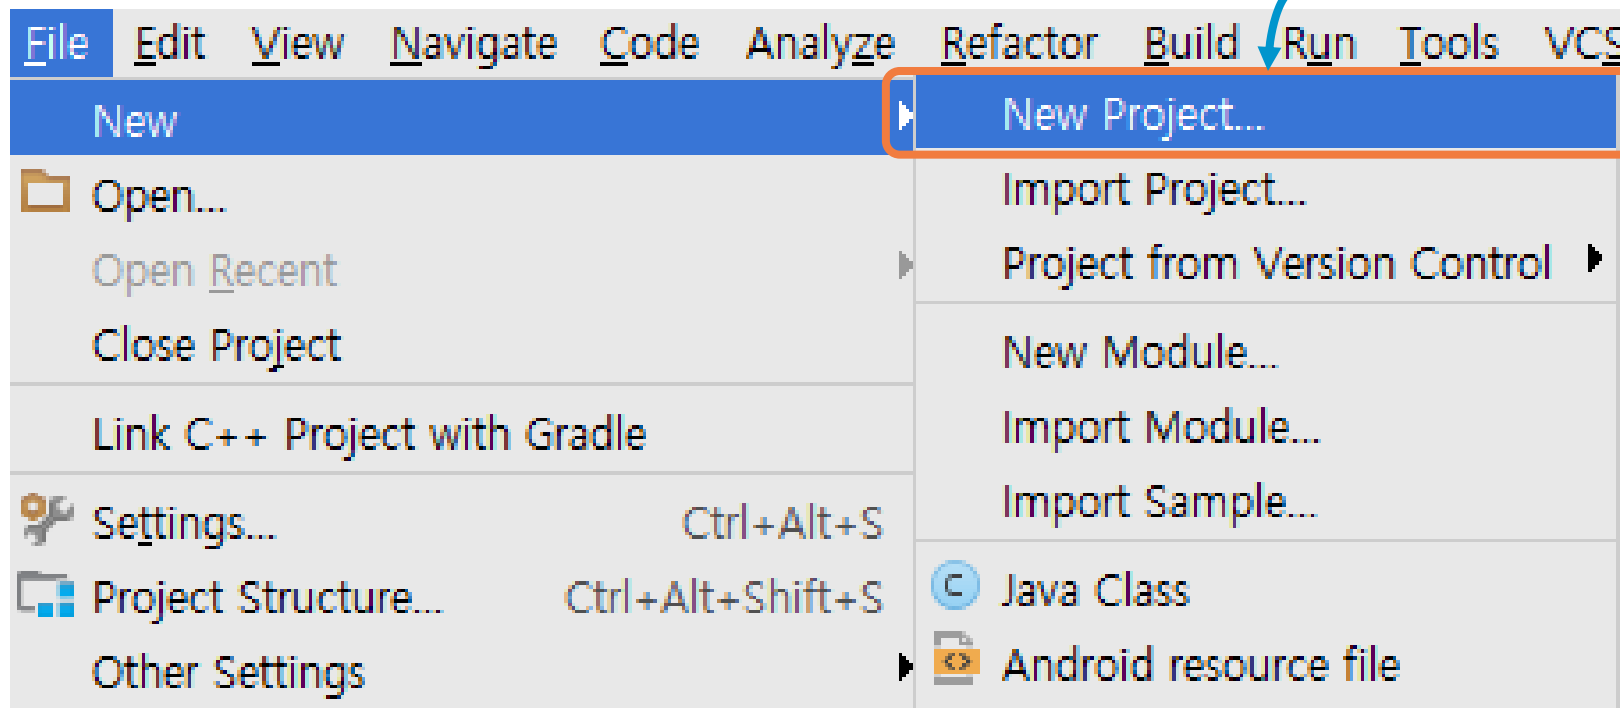 File Edit View Navigate Code Analyze Refactor Build Run Tools VCS
New
Open...
Open Recent
Close Project
Link C++ Project with Gradle
Settings... Ctrl+Alt+S
Project Structure... Ctrl+Alt+Shift+S
Other Settings
New Project...
Import Project...
Project from Version Control
New Module...
Import Module...
Import Sample...
C Java Class
Android resource file